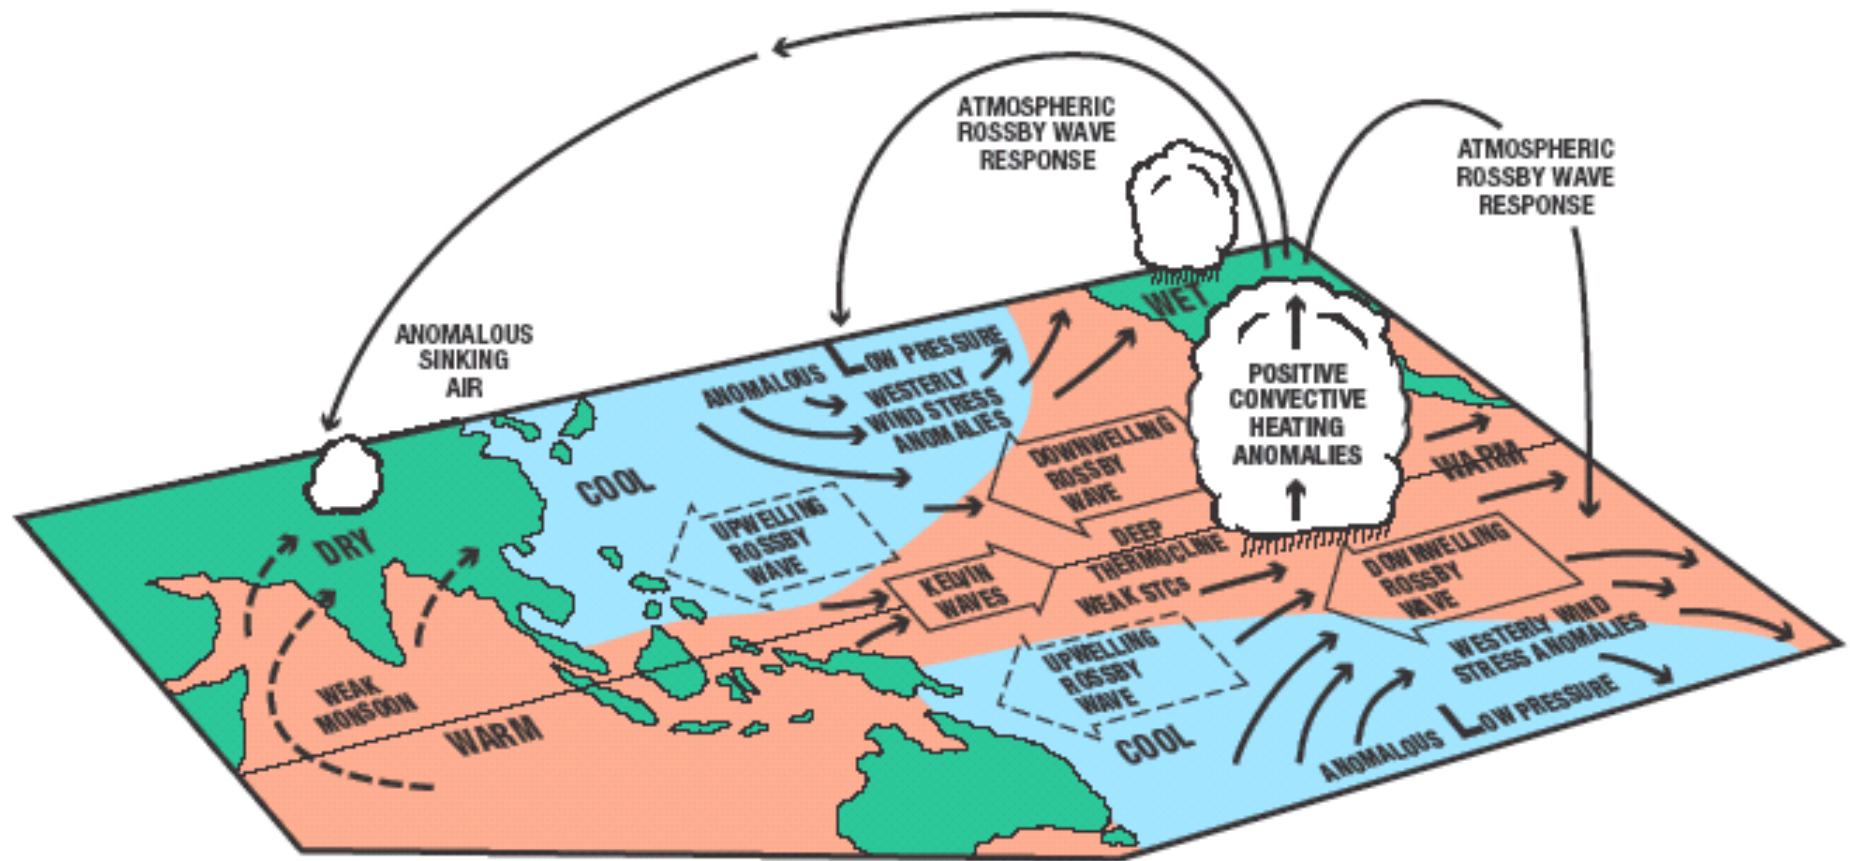 ATMOSPHERIC
ROSSBY WAVE
RESPONSE
ATMOSPHERIC
ROSSBY WAVE
RESPONSE
ANOMALOUS
SINKING
AIR
WET
ANOMALOUS LOW PRESSURE
WESTERLY
WIND STRESS
ANOMALIES
POSITIVE
CONVECTIVE
HEATING
ANOMALIES
COOL
DOWNWELLING
ROSSBY
WAVE
WARM
UPWELLING
ROSSBY
WAVE
DRY
DEEP
THERMOCLINE
WEAK STCs
KELVIN
WAVES
DOWNWELLING
ROSSBY
WAVE
UPWELLING
ROSSBY
WAVE
WESTERLY WIND
STRESS ANOMALIES
WEAK
MONSOON
WARM
COOL
ANOMALOUS LOW PRESSURE